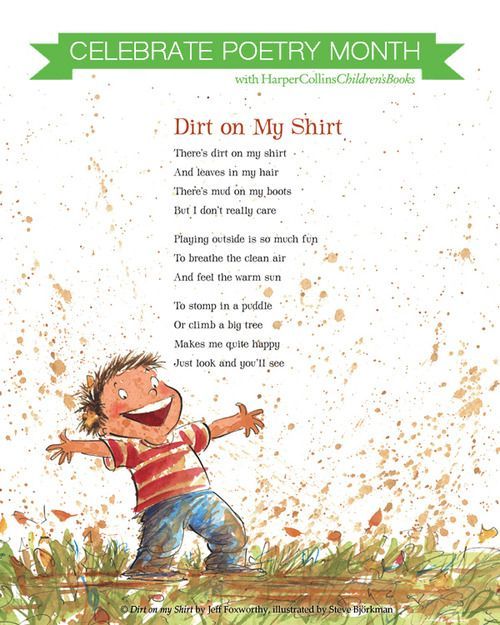 CELEBRATE POETRY MONTH
with HarperCollinsChildren'sBooks
Dirt on My Shirt
There's dirt on my shirt
And leaves in my hair
There's mud on my boots
But I don't really care
Playing outside is so much fun
To breathe the clean air
And feel the warm sun
To stomp in a puddle
Or climb a big tree
Makes me quite happy
Just look and you'll see
© Dirt on my Shirt by Jeff Foxworthy, illustrated by Steve Björkman